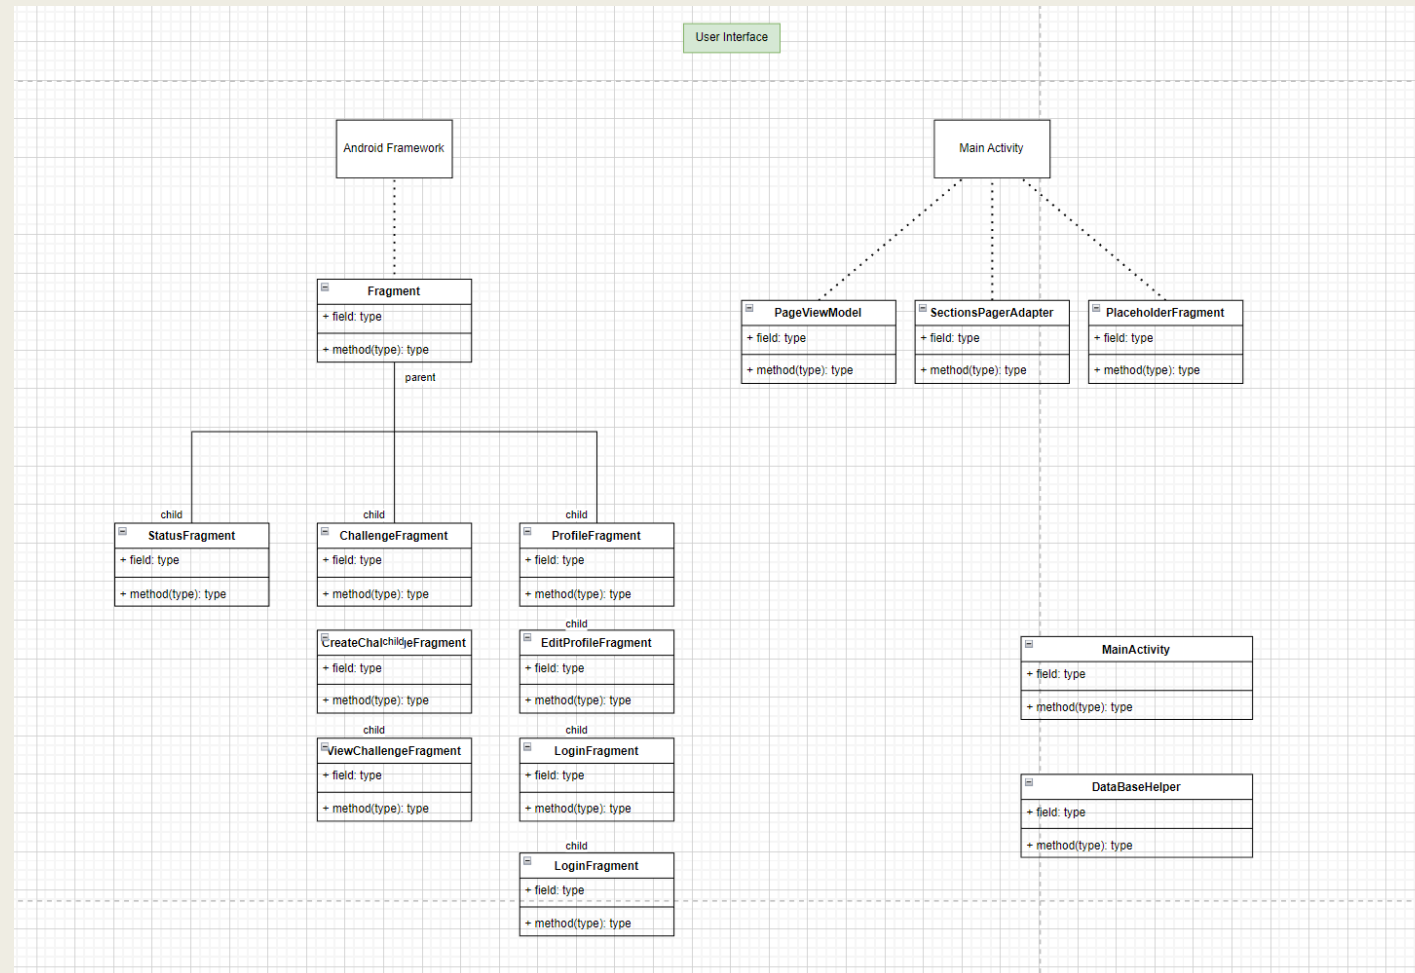 User Interface
Android Framework
Main Activity
Fragment
+ field: type
+ method(type): type
parent
PageViewModel
+ field: type
+ method(type): type
SectionsPagerAdapter
+ field: type
+ method(type): type
PlaceholderFragment
+ field: type
+ method(type): type
child
StatusFragment
+ field: type
+ method(type): type
child
ChallengeFragment
+ field: type
+ method(type): type
child
ProfileFragment
+ field: type
+ method(type): type
child
+ field: type
+ method(type): type
child
EditProfileFragment
+ field: type
+ method(type): type
MainActivity
+ field: type
+ method(type): type
child
ViewChallengeFragment
+ field: type
+ method(type): type
child
LoginFragment
+ field: type
+ method(type): type
DataBaseHelper
+ field: type
+ method(type): type
child
LoginFragment
+ field: type
+ method(type): type